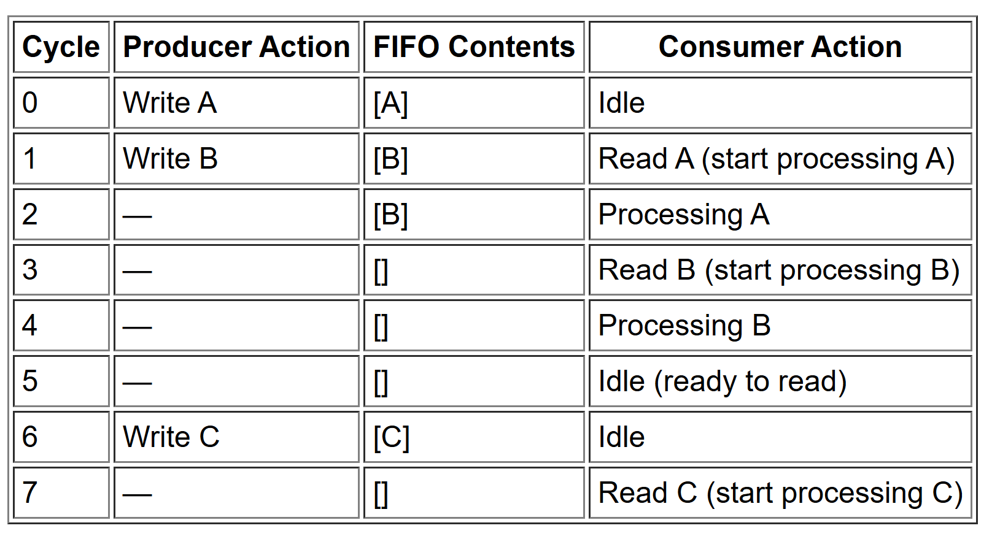 Cycle Producer Action FIFO Contents Consumer Action
0 Write A [A] Idle
1 Write B [B] Read A (start processing A)
2 — [B] Processing A
3 — [] Read B (start processing B)
4 — [] Processing B
5 — [] Idle (ready to read)
6 Write C [C] Idle
7 — [] Read C (start processing C)